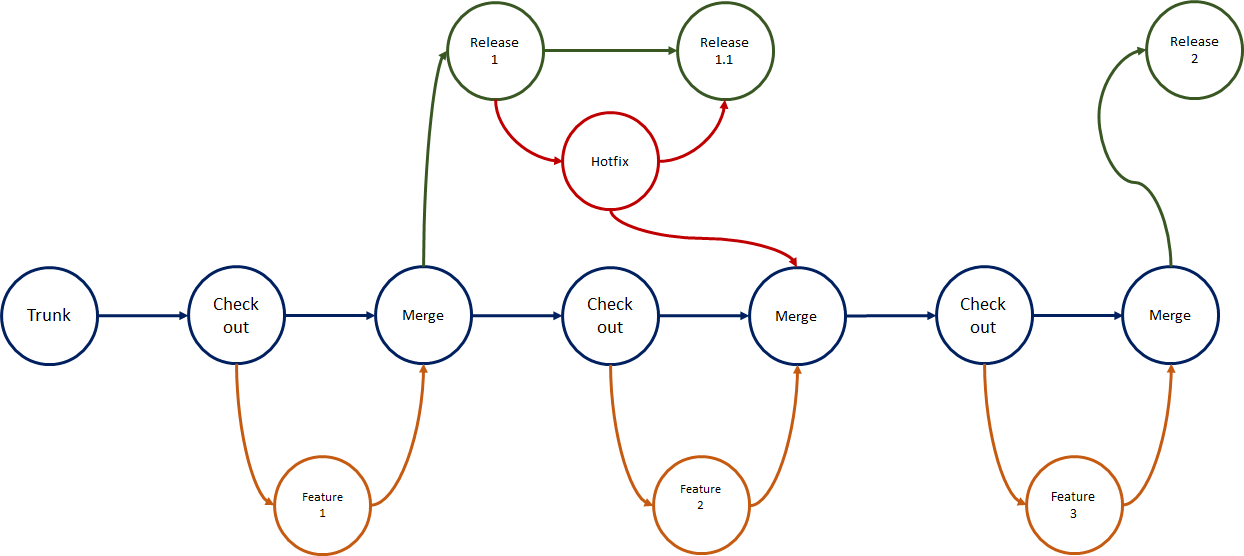 Release
1
Release
1.1
Release
2
Hotfix
Trunk
Check
out
Merge
Check
out
Merge
Check
out
Merge
Feature
1
Feature
2
Feature
3